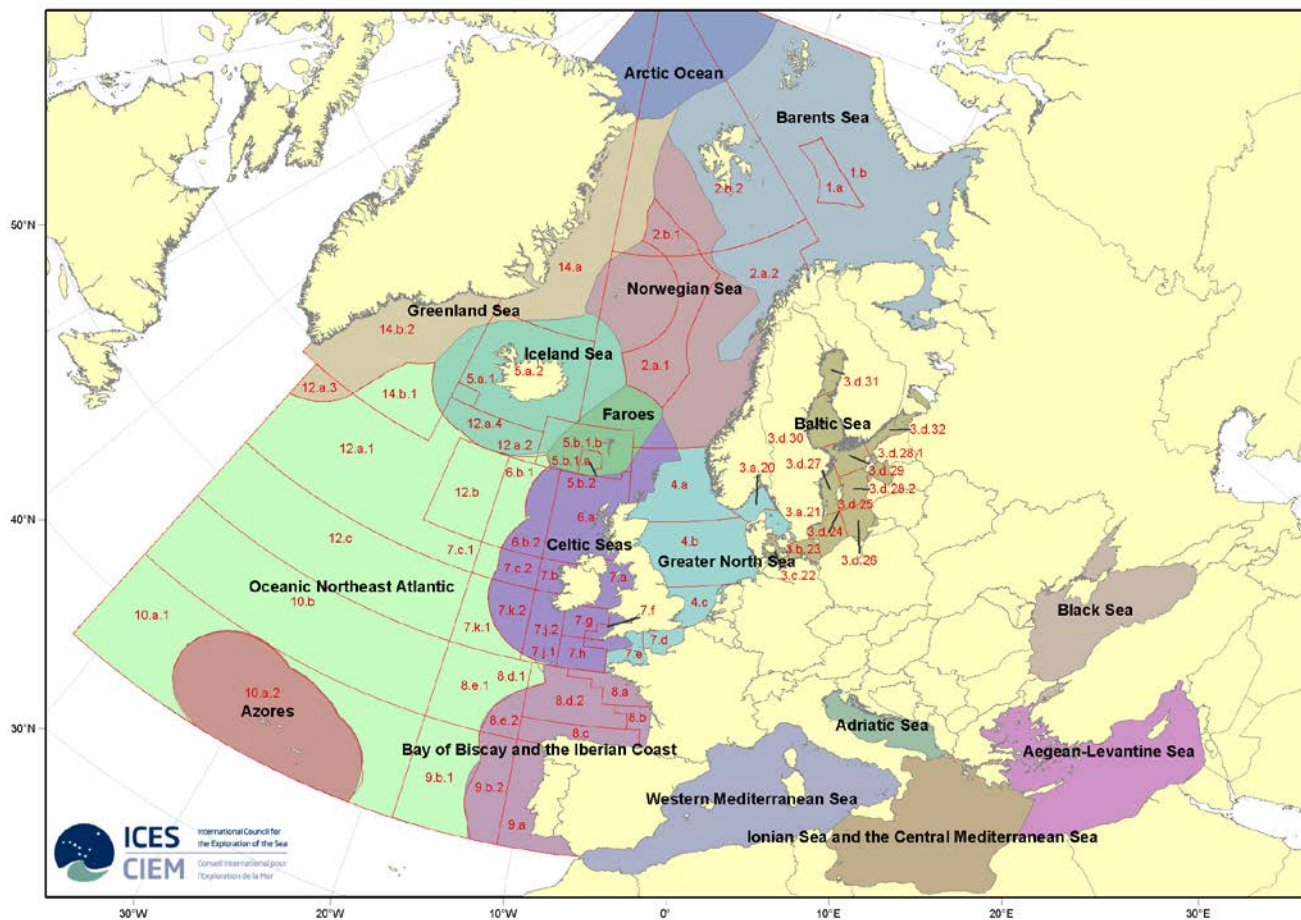 Arctic Ocean
Barents Sea
1.b
1.a
2.b.2
50°N
2.b.1
14.a
2.a.2
Norwegian Sea
Greenland Sea
14.b.2
Iceland Sea
2.a.1
5.a.1
5.a.2
12.a.3
14.b.1
3.d.31
Faroes
Baltic Sea
12.a.4
3.d.32
12.a.1
12.a.2
5.b.1.b
3.d.30
3.d.28.1
5.b.1.a
3.d.27
6.b.1
3.a.20
3.d.29
5.b.2
4.a
12.b
3.d.28.2
3.d.25
3.a.21
40°N
6.a
3.d.24
12.c
4.b
Celtic Seas
6.b.2
7.c.1
3.b.23
3.d.26
Greater North Sea
7.c.2
7.b
7.a
3.c.22
Oceanic Northeast Atlantic
10.b
4.c
10.a.1
7.k.2
7.f
Black Sea
7.g
7.k.1
7.j.2
7.d
7.j.1
7.h
7.e
8.d.1
8.e.1
10.a.2
8.d.2
8.a
Azores
8.e.2
8.b
30°N
8.c
Adriatic Sea
Bay of Biscay and the Iberian Coast
Aegean-Levantine Sea
9.b.1
9.b.2
Western Mediterranean Sea
9.a
Ionian Sea and the Central Mediterranean Sea
ICES
CIEM
International Council for
the Exploration of the Sea
Conseil International pour
l'Exploration de la Mer
30°W
20°W
10°W
0°
10°E
20°E
30°E